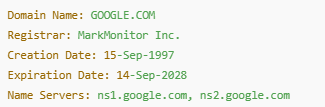 Domain Name: GOOGLE.COM
Registrar: MarkMonitor Inc.
Creation Date: 15-Sep-1997
Expiration Date: 14-Sep-2028
Name Servers: ns1.google.com, ns2.google.com